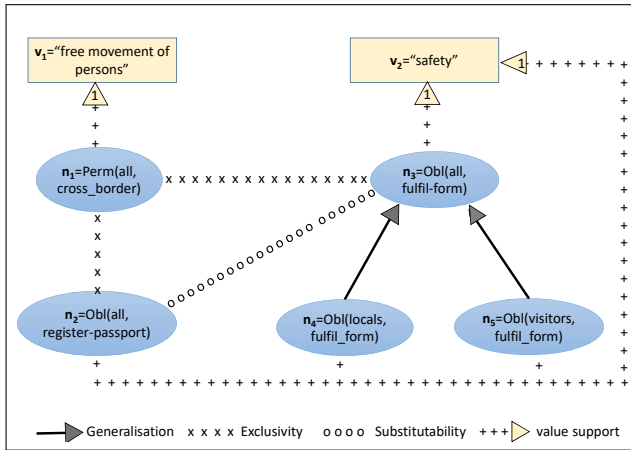 v1="free movement of
persons"
v2="safety"
1
1
1
+ + + + + + + + + + +
n1=Perm(all,
cross_border)
x x x x x x x x x x x x x x
n3=Obl(all,
fulfil-form)
n2=Obl(all,
register-passport)
n4=Obl(locals,
fulfil_form)
n5=Obl(visitors,
fulfil_form)
Generalisation
x x x x Exclusivity
o o o o Substitutability
+ + + 1 value support